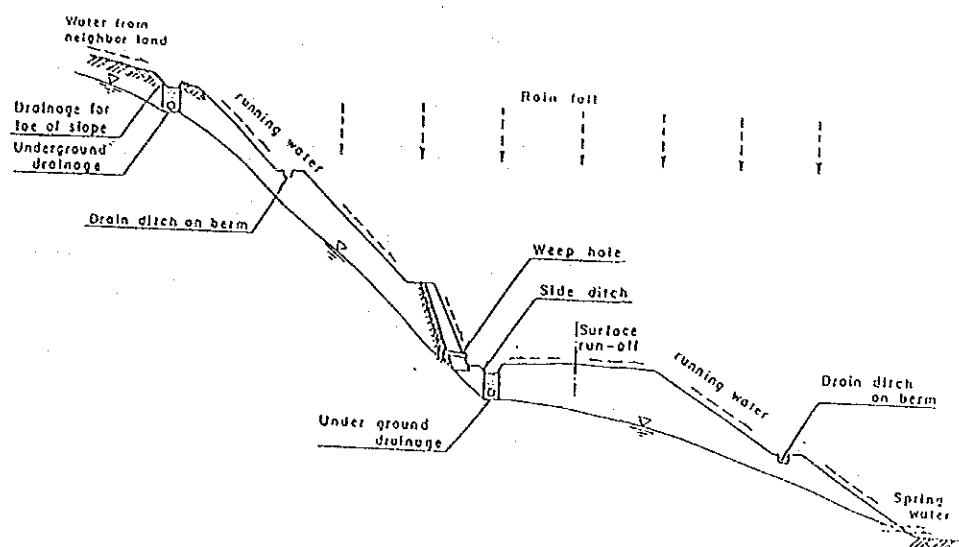 Water from
neighbor land
Drainage for
toe of slope
Underground
drainage
running water
Rain fall
Drain ditch on berm
Weep hole
Side ditch
Surface
run-off
running water
Drain ditch
on berm
Under ground
drainage
Spring
water